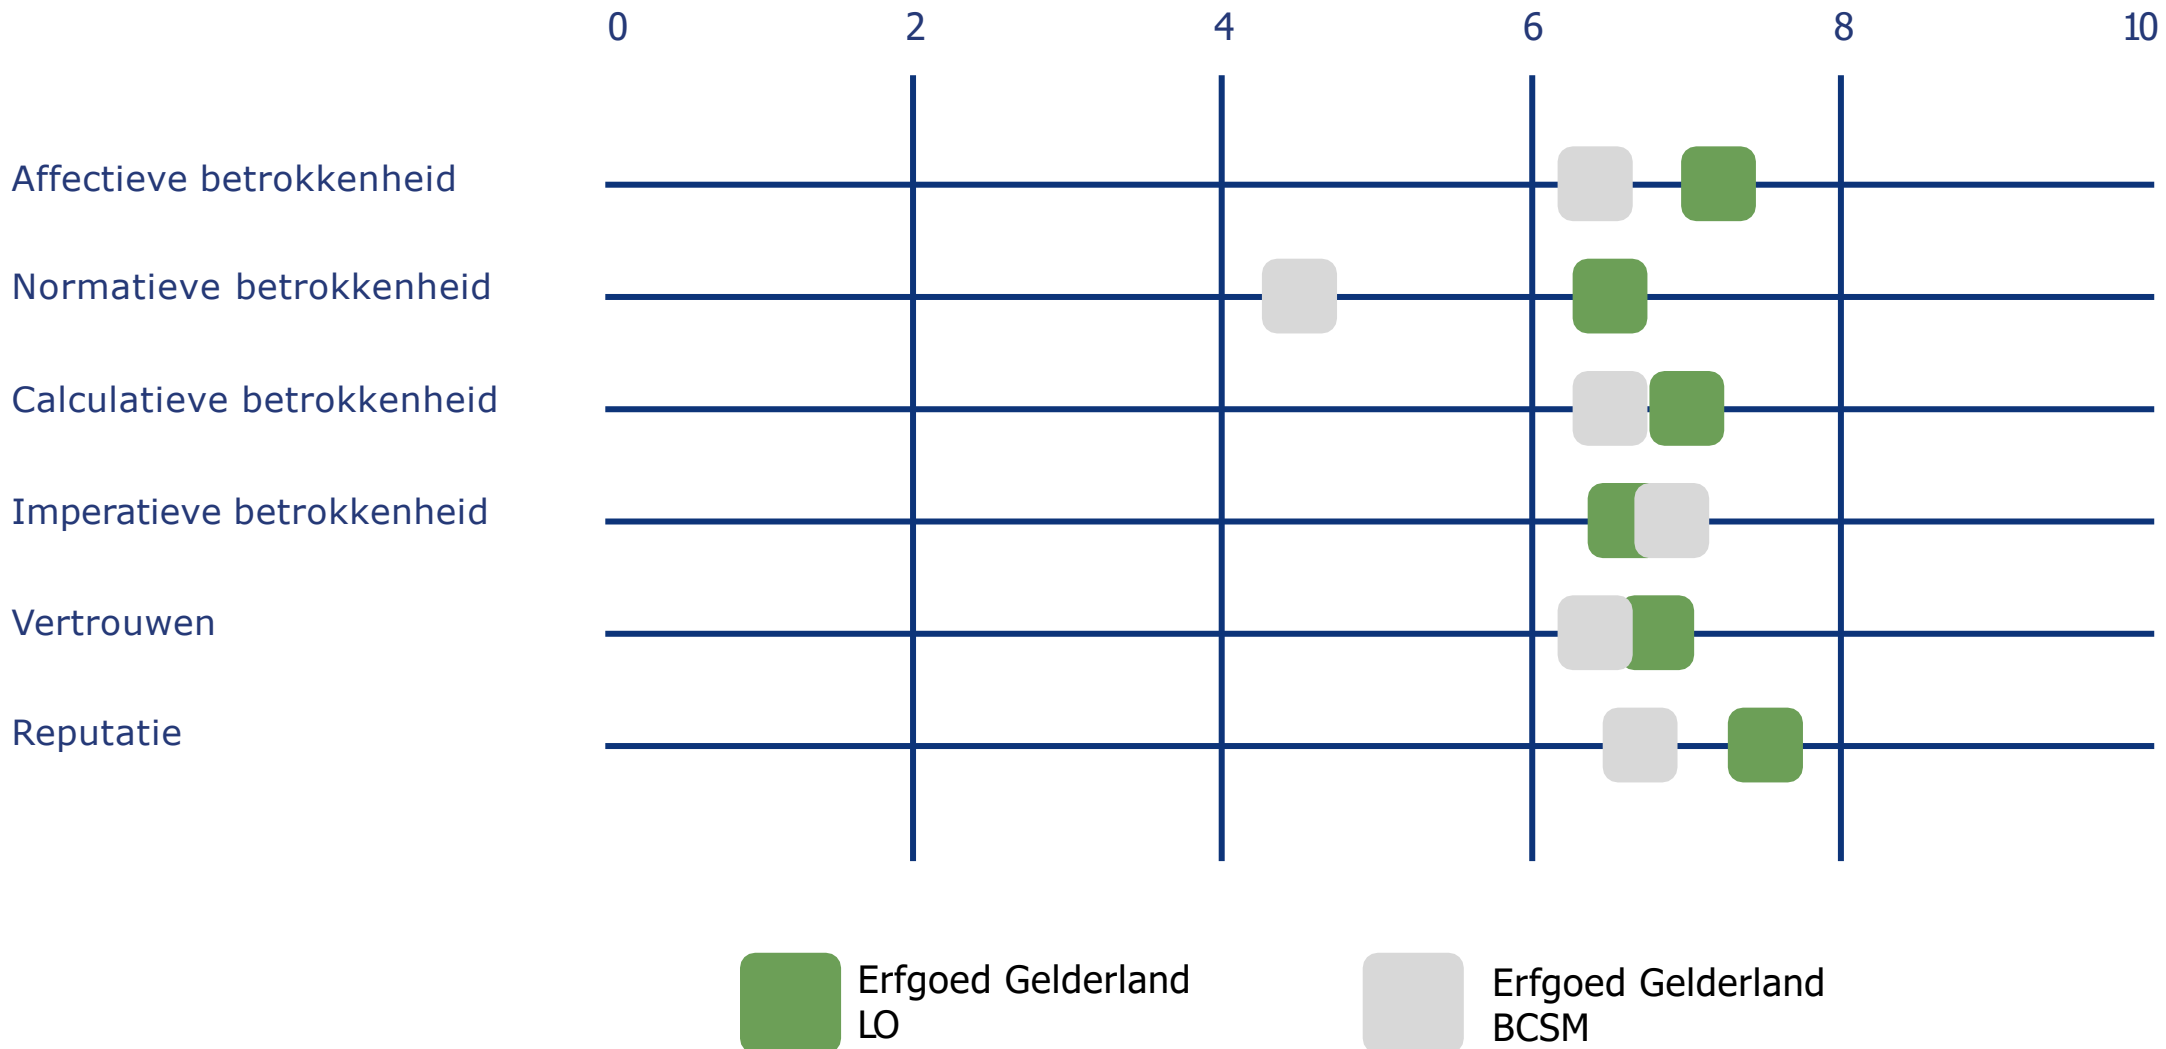 0 2 4 6 8 10
Affectieve betrokkenheid
Normatieve betrokkenheid
Calculatieve betrokkenheid
Imperatieve betrokkenheid
Vertrouwen
Reputatie
Erfgoed Gelderland
LO
Erfgoed Gelderland
BCSM